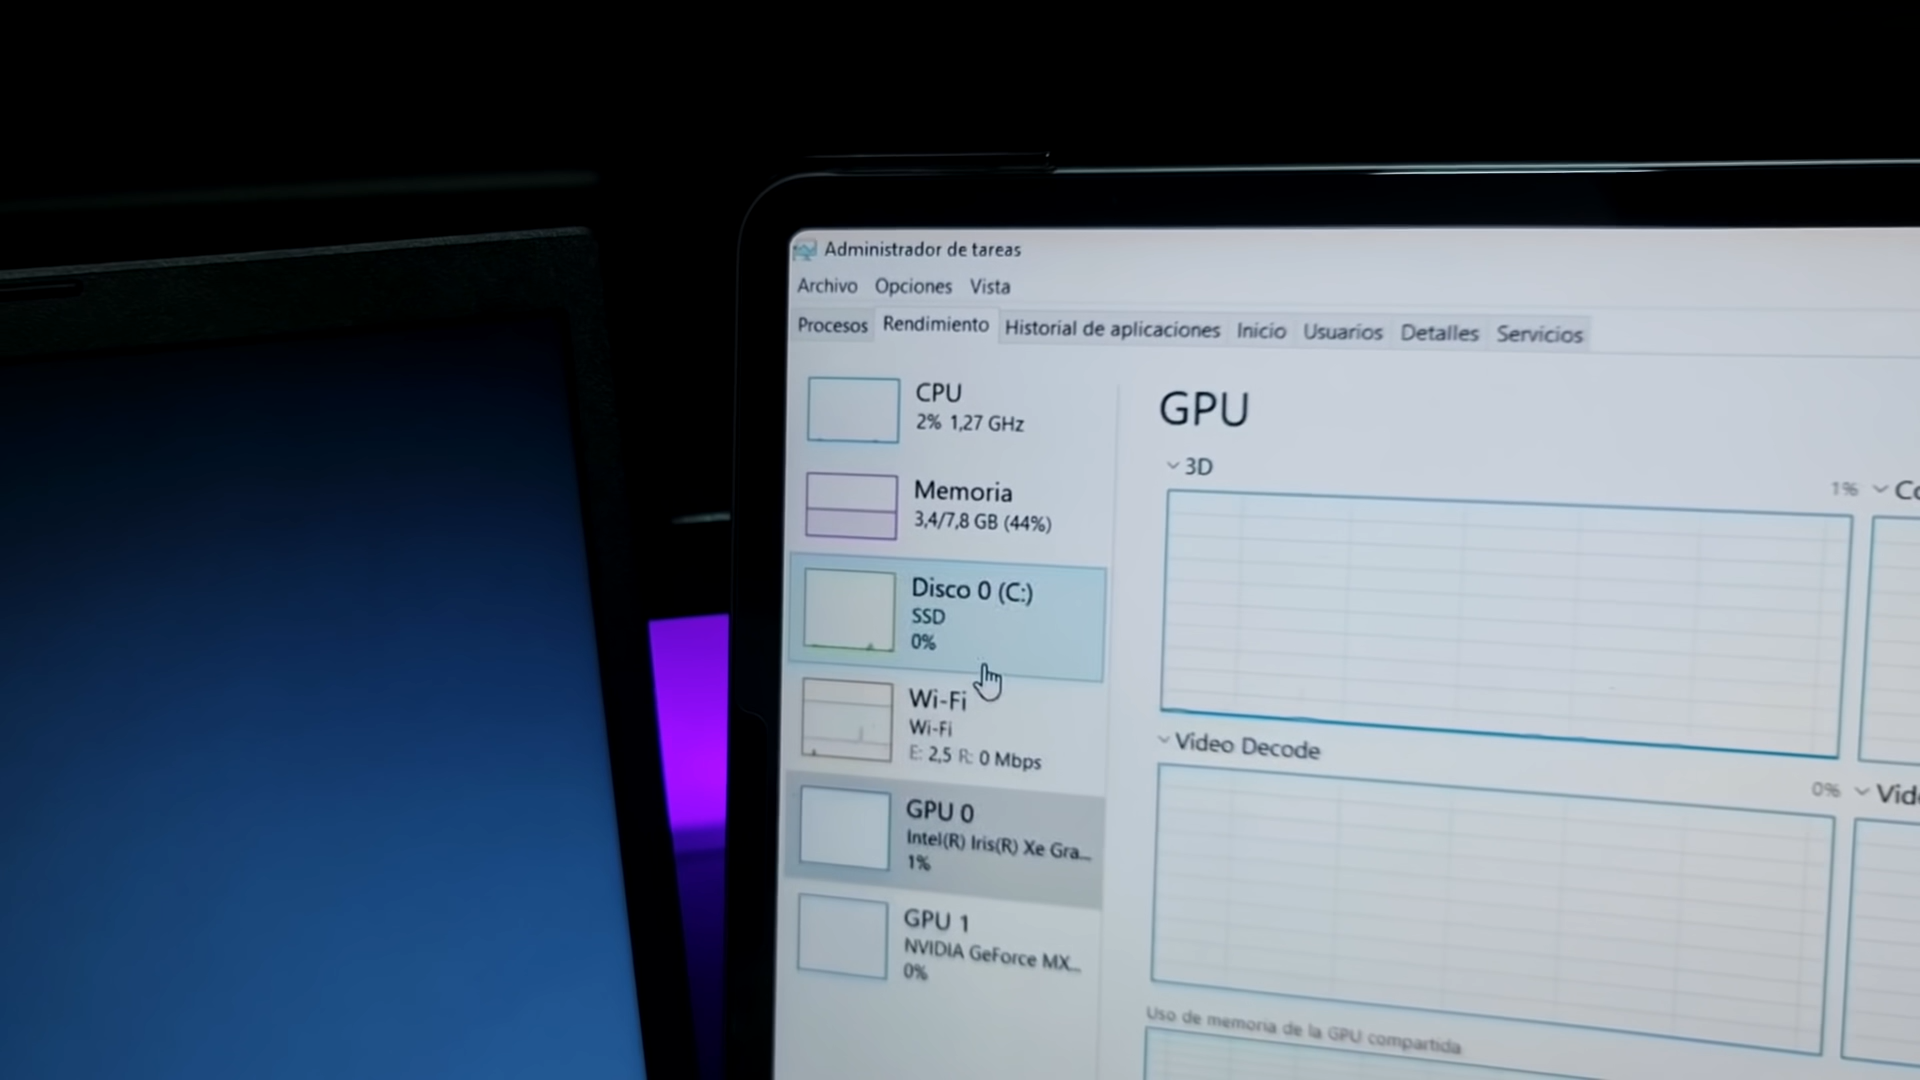 Administrador de tareas
Archivo Opciones Vista
Procesos Rendimiento Historial de aplicaciones Inicio Usuarios Detalles Servicios
CPU
2% 1,27 GHz
Memoria
3,4/7,8 GB (44%)
Disco 0 (C:)
SSD
0%
Wi-Fi
Wi-Fi
E: 2,5 R: 0 Mbps
GPU 0
Intel(R) Iris(R) Xe Gra...
1%
GPU 1
NVIDIA GeForce MX...
0%
GPU
3D
1%
Video Decode
0%
Uso de memoria de la GPU compartida